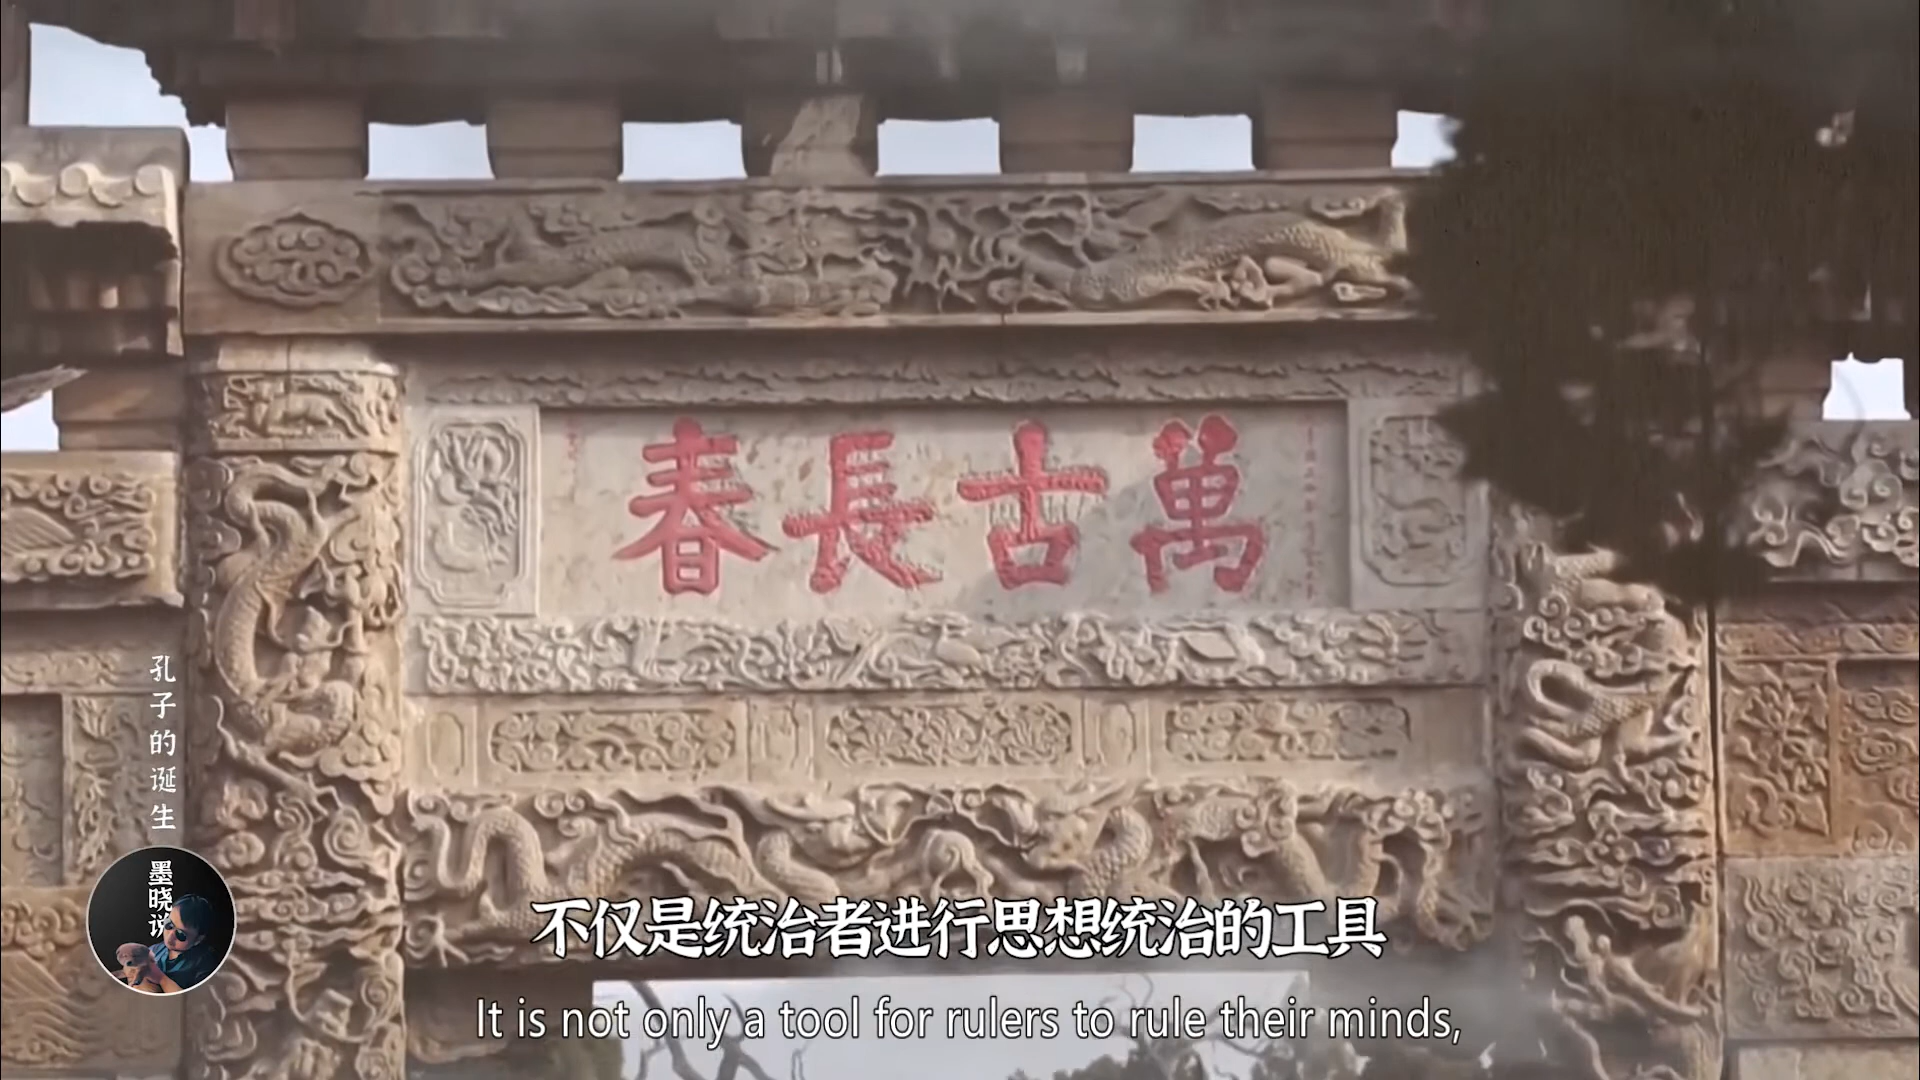 萬古長春
孔子的诞生
墨晓说
不仅是统治者进行思想统治的工具
It is not only a tool for rulers to rule their minds,